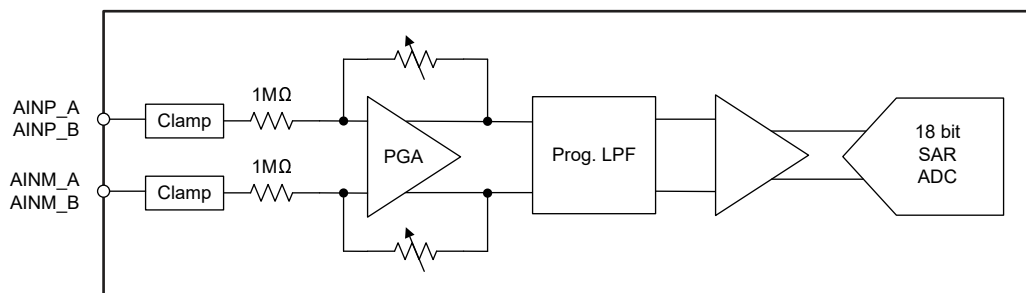 AINP_A
AINP_B
Clamp
1MΩ
AINM_A
AINM_B
Clamp
1MΩ
PGA
Prog. LPF
18 bit
SAR
ADC